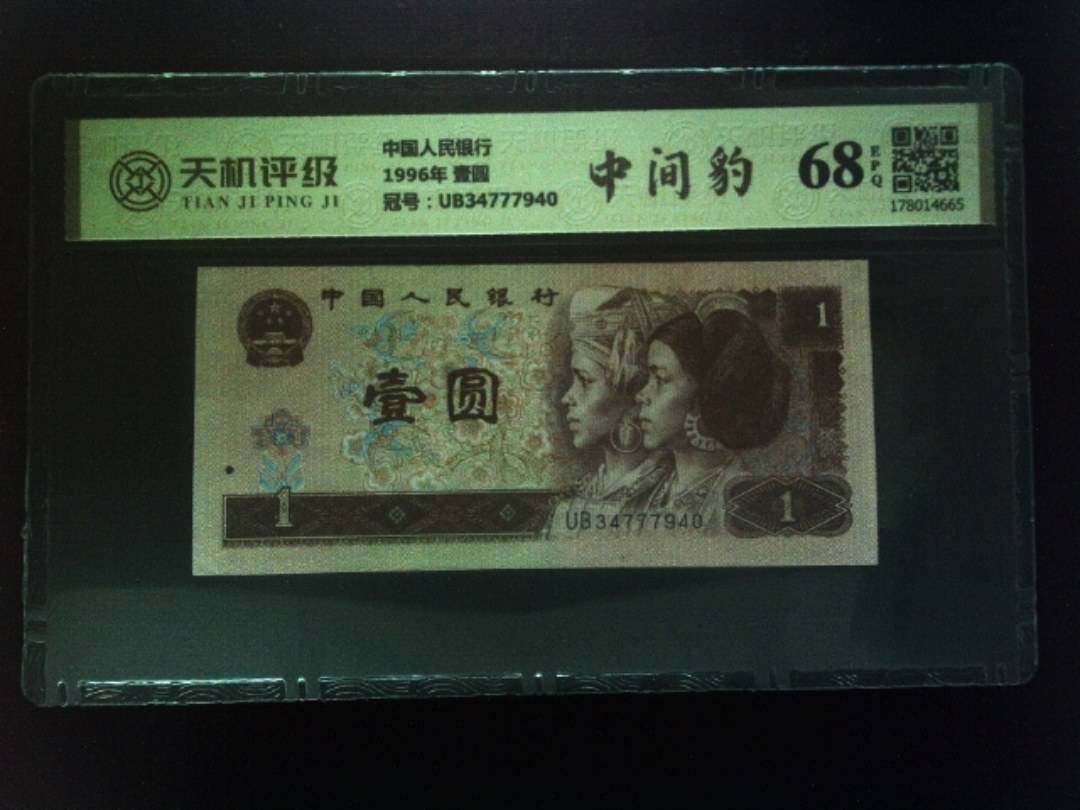 天机评级
TIAN JI PING JI
中国人民银行
1996年 壹圆
冠号：UB34777940
中间豹
68
EPQ
178014665
中国人民银行
1
壹圆
1
UB34777940
1